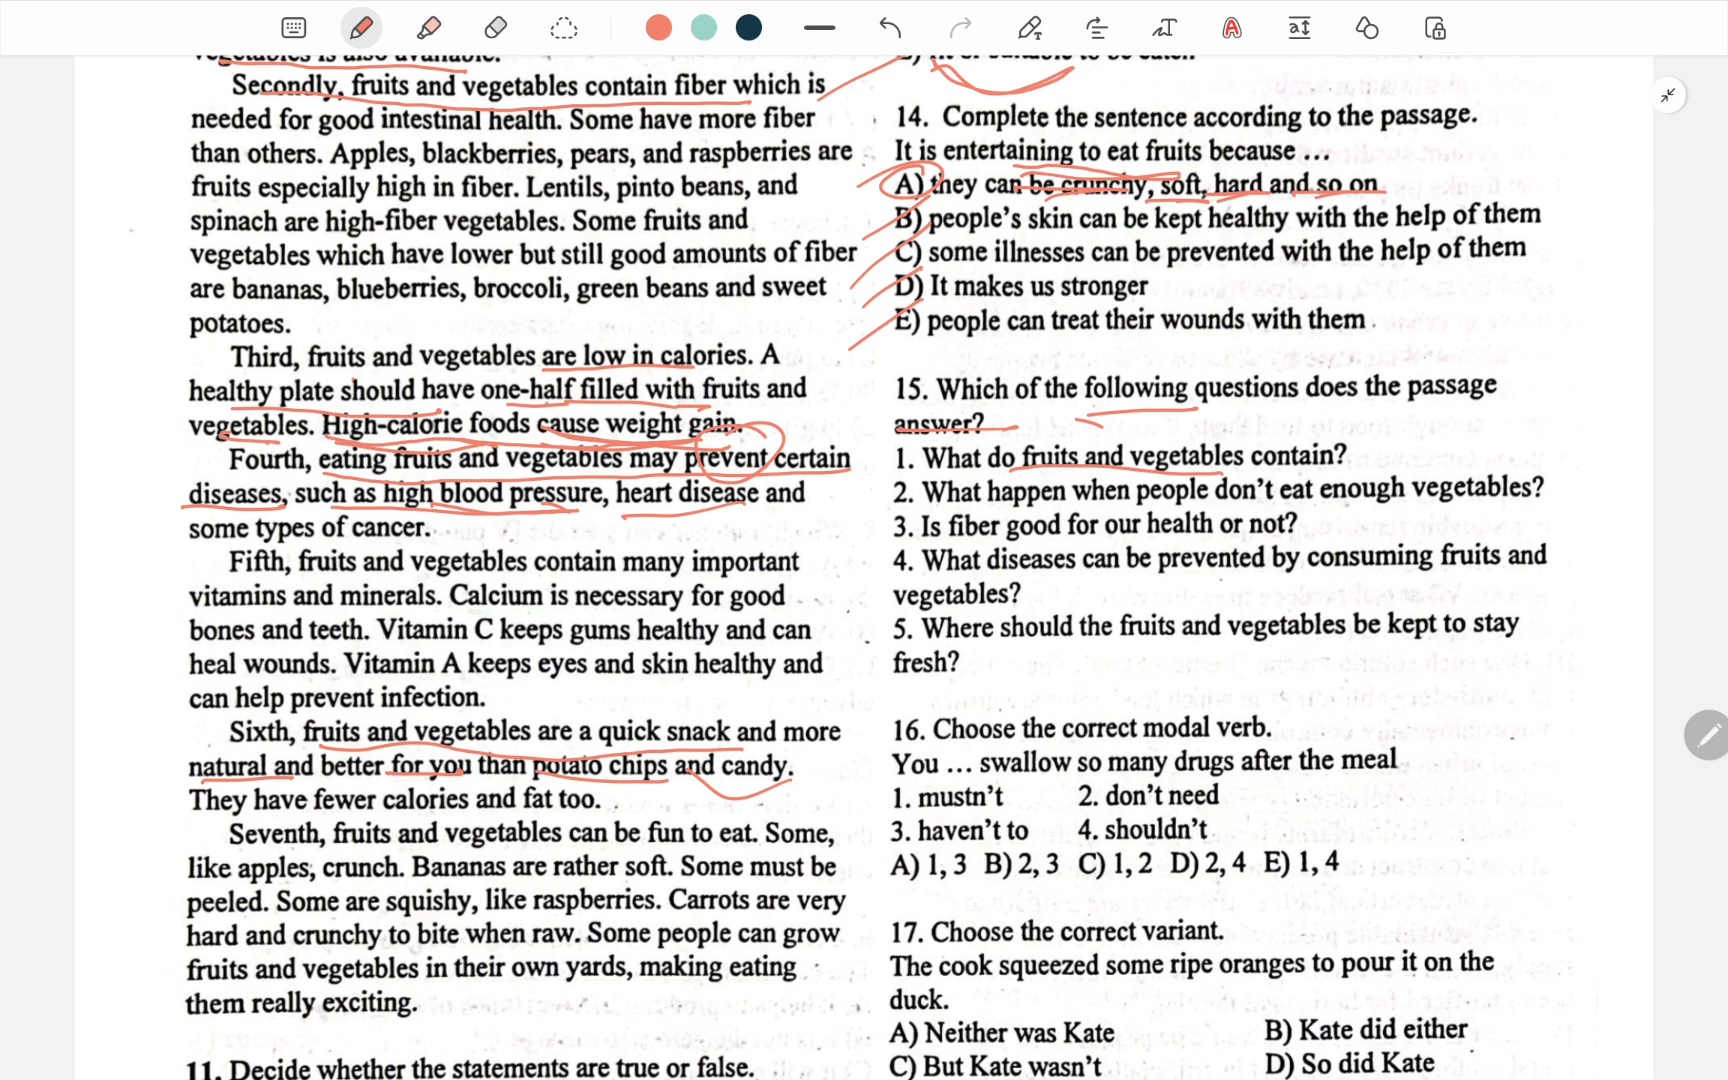 Secondly, fruits and vegetables contain fiber which is
needed for good intestinal health. Some have more fiber
than others. Apples, blackberries, pears, and raspberries are
fruits especially high in fiber. Lentils, pinto beans, and
spinach are high-fiber vegetables. Some fruits and
vegetables which have lower but still good amounts of fiber
are bananas, blueberries, broccoli, green beans and sweet
potatoes.
Third, fruits and vegetables are low in calories. A
healthy plate should have one-half filled with fruits and
vegetables. High-calorie foods cause weight gain.
Fourth, eating fruits and vegetables may prevent certain
diseases, such as high blood pressure, heart disease and
some types of cancer.
Fifth, fruits and vegetables contain many important
vitamins and minerals. Calcium is necessary for good
bones and teeth. Vitamin C keeps gums healthy and can
heal wounds. Vitamin A keeps eyes and skin healthy and
can help prevent infection.
Sixth, fruits and vegetables are a quick snack and more
natural and better for you than potato chips and candy.
They have fewer calories and fat too.
Seventh, fruits and vegetables can be fun to eat. Some,
like apples, crunch. Bananas are rather soft. Some must be
peeled. Some are squishy, like raspberries. Carrots are very
hard and crunchy to bite when raw. Some people can grow
fruits and vegetables in their own yards, making eating
them really exciting.
11. Decide whether the statements are true or false.
14. Complete the sentence according to the passage.
It is entertaining to eat fruits because ...
A) they can be crunchy, soft, hard and so on
B) people's skin can be kept healthy with the help of them
C) some illnesses can be prevented with the help of them
D) It makes us stronger
E) people can treat their wounds with them
15. Which of the following questions does the passage
answer?
1. What do fruits and vegetables contain?
2. What happen when people don't eat enough vegetables?
3. Is fiber good for our health or not?
4. What diseases can be prevented by consuming fruits and
vegetables?
5. Where should the fruits and vegetables be kept to stay
fresh?
16. Choose the correct modal verb.
You ... swallow so many drugs after the meal
1. mustn't 2. don't need
3. haven't to 4. shouldn't
A) 1, 3 B) 2, 3 C) 1, 2 D) 2, 4 E) 1, 4
17. Choose the correct variant.
The cook squeezed some ripe oranges to pour it on the
duck.
A) Neither was Kate B) Kate did either
C) But Kate wasn't D) So did Kate